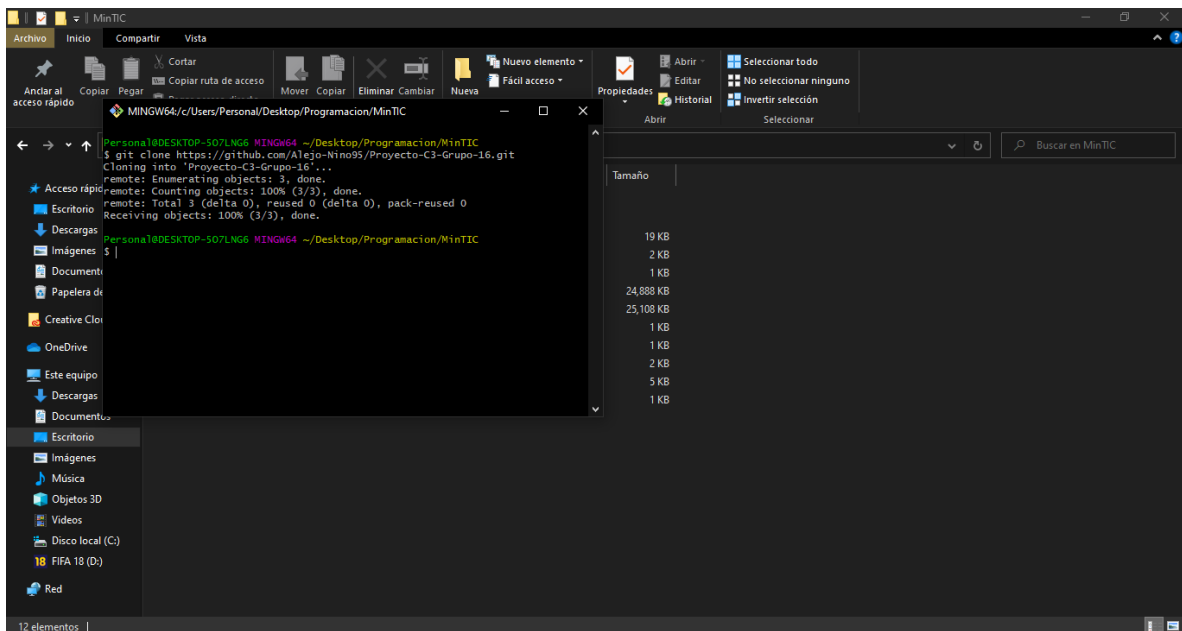 MinTIC
Archivo Inicio Compartir Vista
Anclar al acceso rápido
Copiar
Pegar
Cortar
Copiar ruta de acceso
Mover
Copiar
Eliminar
Cambiar
Nueva
Nuevo elemento
Fácil acceso
Propiedades
Abrir
Editar
Historial
Abrir
Seleccionar todo
No seleccionar ninguno
Invertir selección
Seleccionar
MINGW64:/c/Users/Personal/Desktop/Programacion/MinTIC
Personal@DESKTOP-5O7LNG6 MINGW64 ~/Desktop/Programacion/MinTIC
$ git clone https://github.com/Alejo-Nino95/Proyecto-C3-Grupo-16.git
Cloning into 'Proyecto-C3-Grupo-16'...
remote: Enumerating objects: 3, done.
remote: Counting objects: 100% (3/3), done.
remote: Total 3 (delta 0), reused 0 (delta 0), pack-reused 0
Receiving objects: 100% (3/3), done.
Personal@DESKTOP-5O7LNG6 MINGW64 ~/Desktop/Programacion/MinTIC
$
Buscar en MinTIC
Tamaño
19 KB
2 KB
1 KB
24,888 KB
25,108 KB
1 KB
1 KB
2 KB
5 KB
1 KB
Acceso rápid
Escritorio
Descargas
Imágenes
Document
Papelera de
Creative Clo
OneDrive
Este equipo
Descargas
Documentos
Escritorio
Imágenes
Música
Objetos 3D
Videos
Disco local (C:)
18 FIFA 18 (D:)
Red
12 elementos